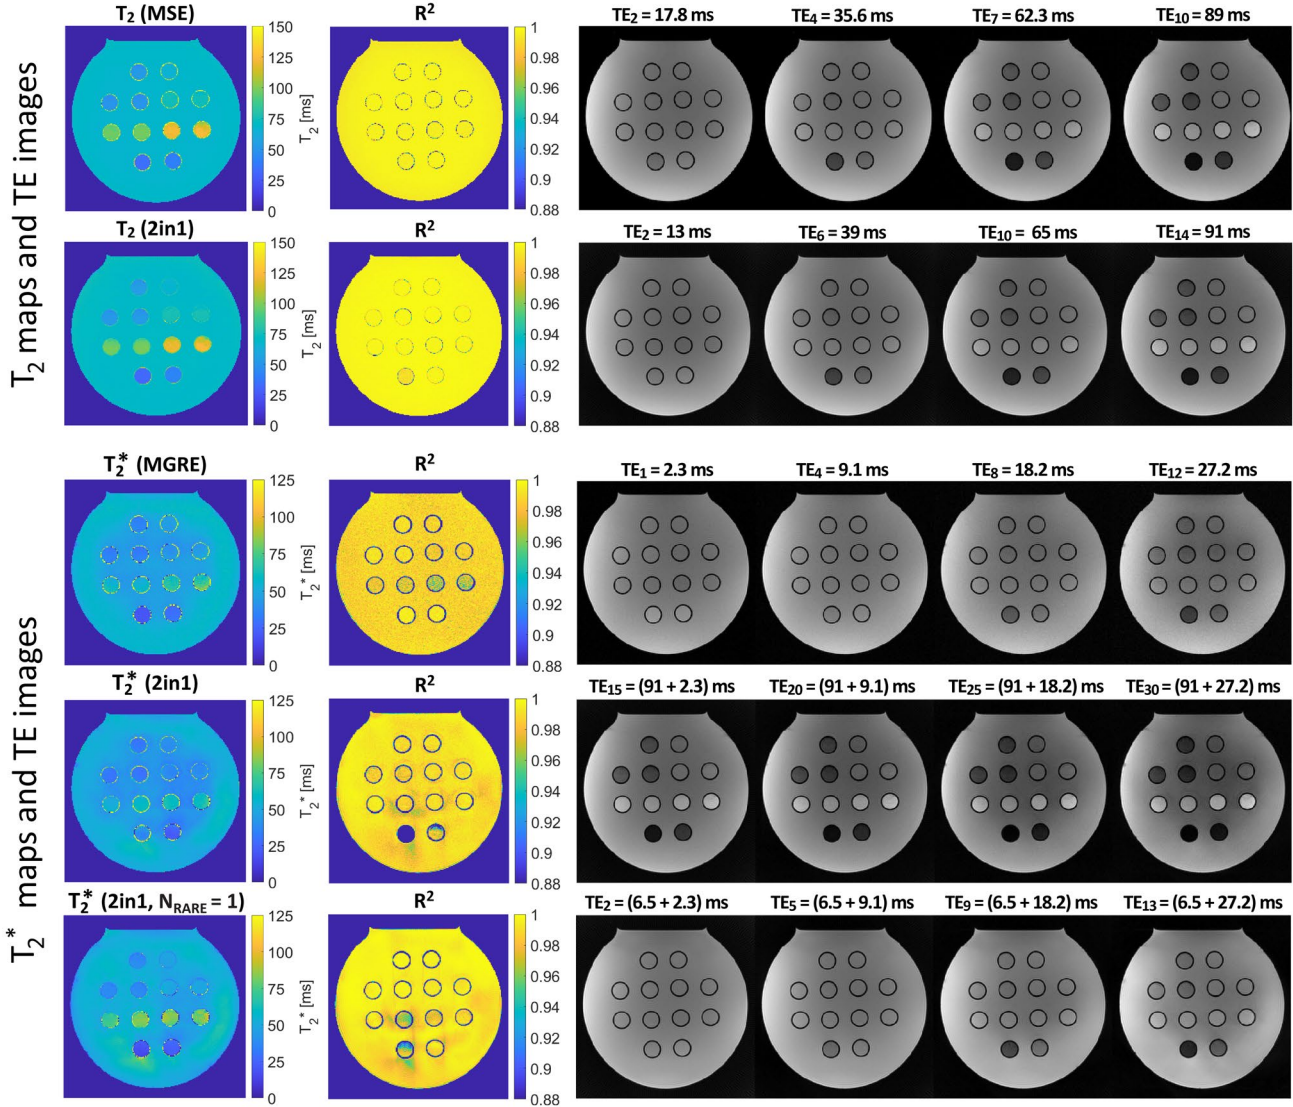 T2 maps and TE images
T2 (MSE)
R²
TE2 = 17.8 ms
TE4 = 35.6 ms
TE7 = 62.3 ms
TE10 = 89 ms
150
125
100
75
50
25
0
T2 [ms]
1
0.98
0.96
0.94
0.92
0.9
0.88
T2 (2in1)
R²
TE2 = 13 ms
TE6 = 39 ms
TE10 = 65 ms
TE14 = 91 ms
150
125
100
75
50
25
0
T2 [ms]
1
0.98
0.96
0.94
0.92
0.9
0.88
T2* maps and TE images
T2* (MGRE)
R²
TE1 = 2.3 ms
TE4 = 9.1 ms
TE8 = 18.2 ms
TE12 = 27.2 ms
125
100
75
50
25
0
T2* [ms]
1
0.98
0.96
0.94
0.92
0.9
0.88
T2* (2in1)
R²
TE15 = (91 + 2.3) ms
TE20 = (91 + 9.1) ms
TE25 = (91 + 18.2) ms
TE30 = (91 + 27.2) ms
125
100
75
50
25
0
T2* [ms]
1
0.98
0.96
0.94
0.92
0.9
0.88
T2* (2in1, NRARE = 1)
R²
TE2 = (6.5 + 2.3) ms
TE5 = (6.5 + 9.1) ms
TE9 = (6.5 + 18.2) ms
TE13 = (6.5 + 27.2) ms
125
100
75
50
25
0
T2* [ms]
1
0.98
0.96
0.94
0.92
0.9
0.88